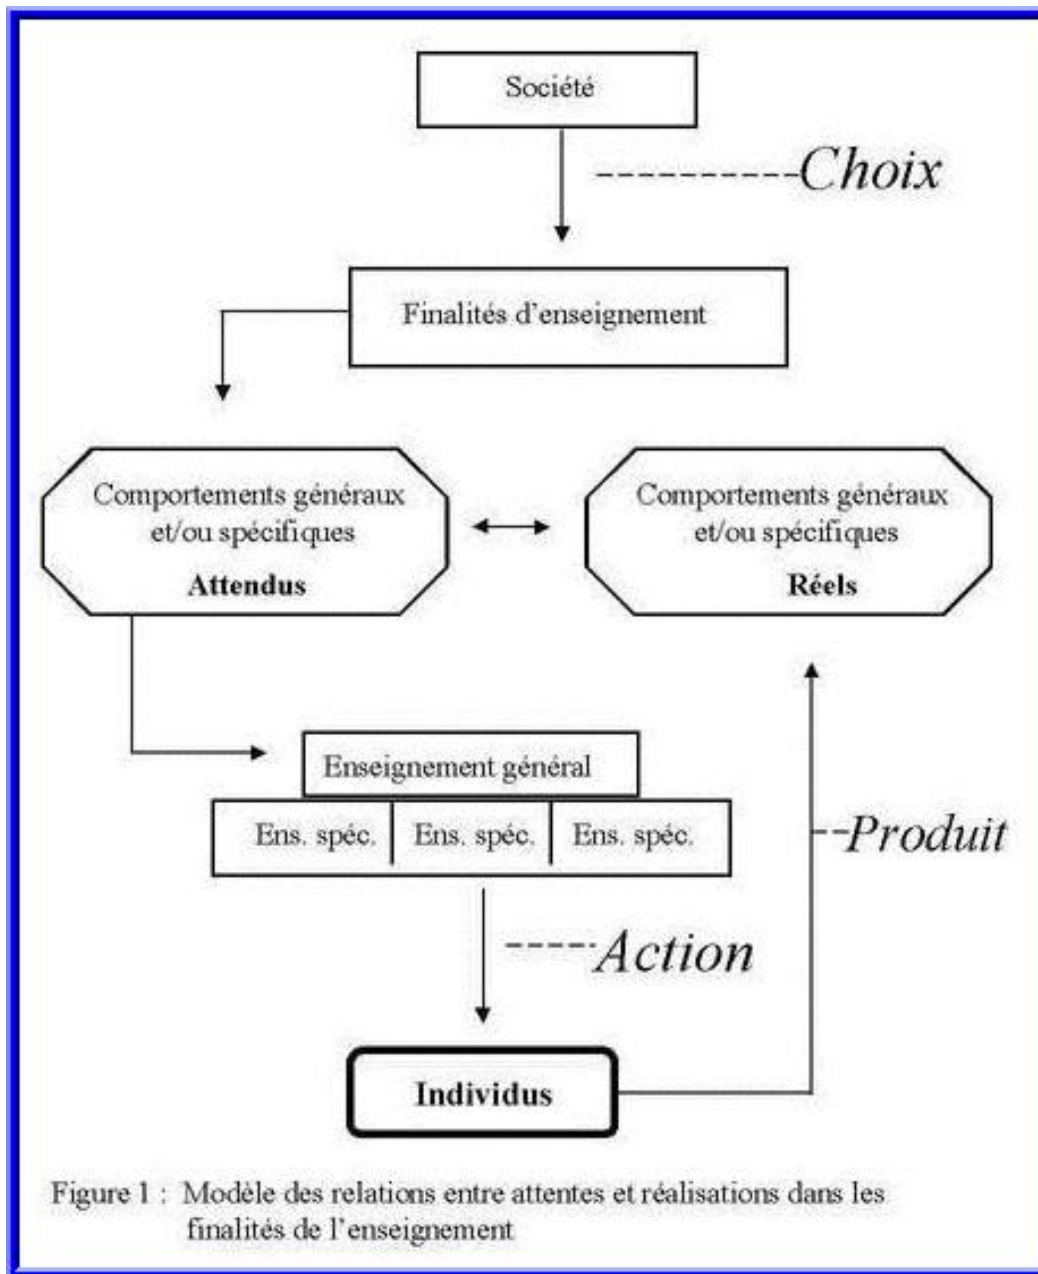 Société
Choix
Finalités d'enseignement
Comportements généraux
et/ou spécifiques
Attendus
Comportements généraux
et/ou spécifiques
Réels
Enseignement général
Ens. spéc.
Ens. spéc.
Ens. spéc.
Produit
Action
Individus
Figure 1 : Modèle des relations entre attentes et réalisations dans les
finalités de l'enseignement